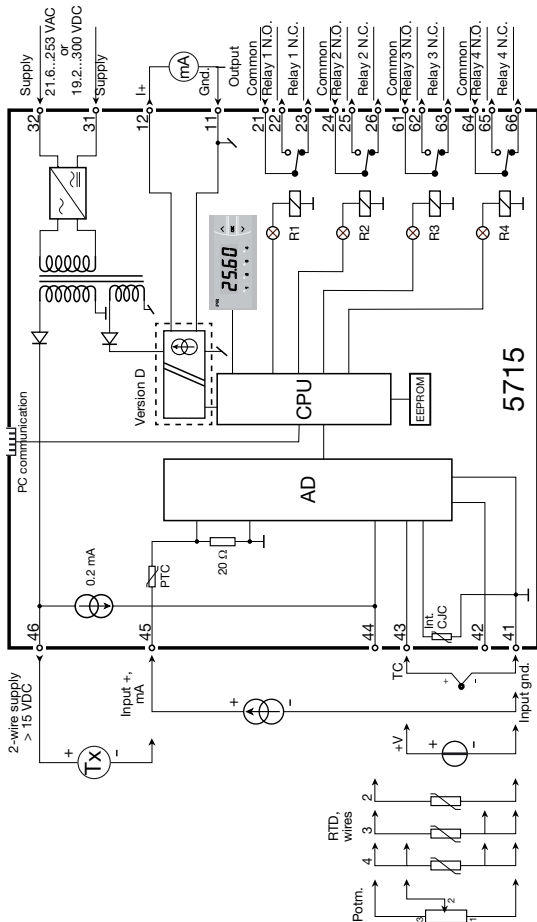 Supply
21.6...253 VAC
or
19.2...300 VDC
Supply
I+
mA
Gnd.
Output
Common
Relay 1 N.O.
Relay 1 N.C.
Common
Relay 2 N.O.
Relay 2 N.C.
Common
Relay 3 N.O.
Relay 3 N.C.
Common
Relay 4 N.O.
Relay 4 N.C.
32
31
12
11
21
22
23
24
25
26
61
62
63
64
65
66
R1
R2
R3
R4
25.60
OK
1 2 3 4
Version D
PC communication
CPU
EEPROM
5715
AD
0.2 mA
PTC
20 Ω
Int.
CJC
46
45
44
43
42
41
2-wire supply
> 15 VDC
+
Tx
-
Input +,
mA
+
-
TC
+
-
Input gnd.
+V
+
-
RTD,
wires
2
3
4
Potm.
3
2
1